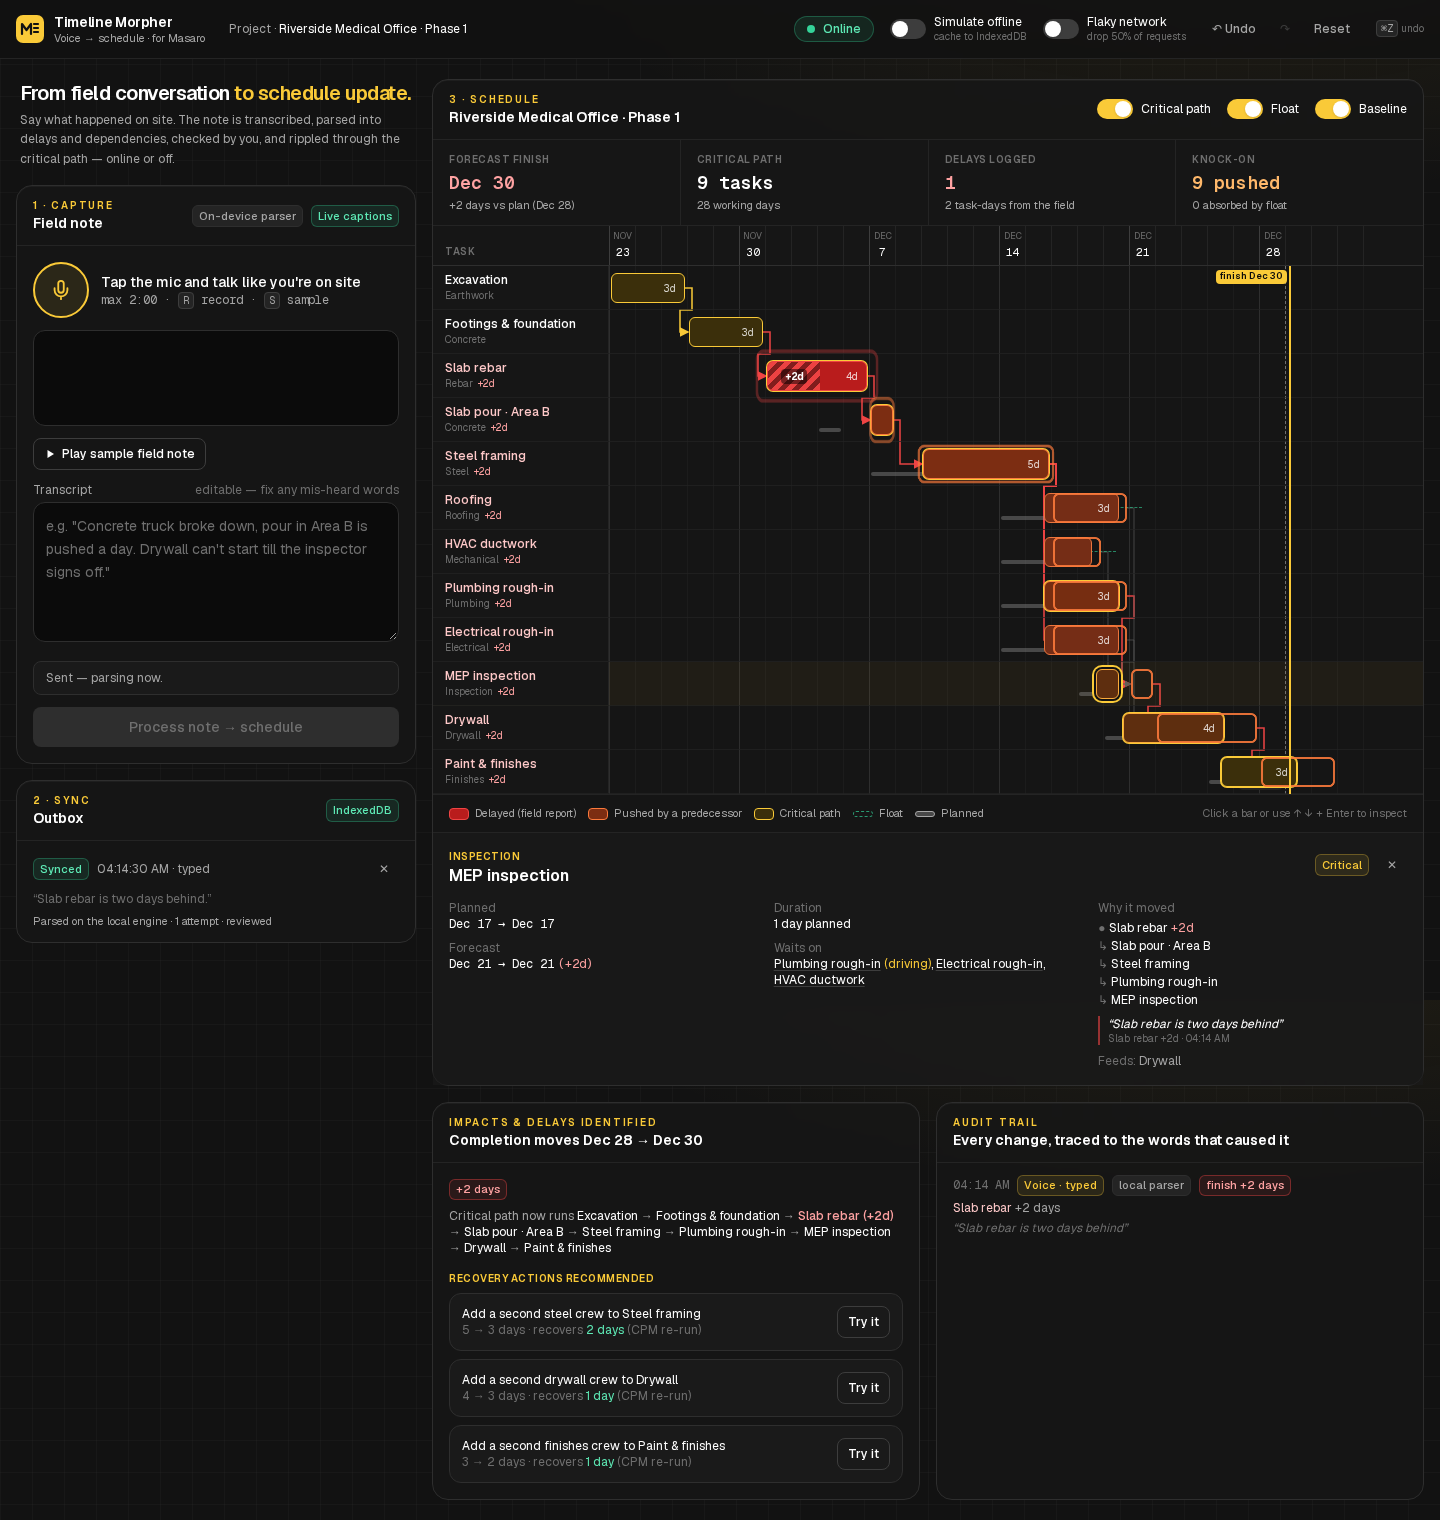 Timeline Morpher
Voice → schedule · for Masaro
Project · Riverside Medical Office · Phase 1
Online
Simulate offline
cache to IndexedDB
Flaky network
drop 50% of requests
↶ Undo
↷
Reset
⌘Z undo
From field conversation to schedule update.
Say what happened on site. The note is transcribed, parsed into
delays and dependencies, checked by you, and rippled through the
critical path — online or off.
1 · CAPTURE
Field note
On-device parser
Live captions
Tap the mic and talk like you're on site
max 2:00 · R record · S sample
Play sample field note
Transcript
editable — fix any mis-heard words
e.g. "Concrete truck broke down, pour in Area B is
pushed a day. Drywall can't start till the inspector
signs off."
Sent — parsing now.
Process note → schedule
2 · SYNC
Outbox
IndexedDB
Synced
04:14:30 AM · typed
×
“Slab rebar is two days behind.”
Parsed on the local engine · 1 attempt · reviewed
3 · SCHEDULE
Riverside Medical Office · Phase 1
Critical path
Float
Baseline
FORECAST FINISH
Dec 30
+2 days vs plan (Dec 28)
CRITICAL PATH
9 tasks
28 working days
DELAYS LOGGED
1
2 task-days from the field
KNOCK-ON
9 pushed
0 absorbed by float
TASK
NOV
23
NOV
30
DEC
7
DEC
14
DEC
21
DEC
28
finish Dec 30
Excavation
Earthwork
3d
Footings & foundation
Concrete
3d
Slab rebar
Rebar +2d
+2d
4d
Slab pour · Area B
Concrete +2d
Steel framing
Steel +2d
5d
Roofing
Roofing +2d
3d
HVAC ductwork
Mechanical +2d
Plumbing rough-in
Plumbing +2d
3d
Electrical rough-in
Electrical +2d
3d
MEP inspection
Inspection +2d
Drywall
Drywall +2d
4d
Paint & finishes
Finishes +2d
3d
Delayed (field report)
Pushed by a predecessor
Critical path
Float
Planned
Click a bar or use ↑ ↓ + Enter to inspect
INSPECTION
MEP inspection
Critical
×
Planned
Dec 17 → Dec 17
Forecast
Dec 21 → Dec 21 (+2d)
Duration
1 day planned
Waits on
Plumbing rough-in (driving), Electrical rough-in,
HVAC ductwork
Why it moved
● Slab rebar +2d
↳ Slab pour · Area B
↳ Steel framing
↳ Plumbing rough-in
↳ MEP inspection
“Slab rebar is two days behind”
Slab rebar +2d · 04:14 AM
Feeds: Drywall
IMPACTS & DELAYS IDENTIFIED
Completion moves Dec 28 → Dec 30
+2 days
Critical path now runs Excavation → Footings & foundation → Slab rebar (+2d)
→ Slab pour · Area B → Steel framing → Plumbing rough-in → MEP inspection
→ Drywall → Paint & finishes
RECOVERY ACTIONS RECOMMENDED
Add a second steel crew to Steel framing
5 → 3 days · recovers 2 days (CPM re-run)
Try it
Add a second drywall crew to Drywall
4 → 3 days · recovers 1 day (CPM re-run)
Try it
Add a second finishes crew to Paint & finishes
3 → 2 days · recovers 1 day (CPM re-run)
Try it
AUDIT TRAIL
Every change, traced to the words that caused it
04:14 AM
Voice · typed
local parser
finish +2 days
Slab rebar +2 days
“Slab rebar is two days behind”